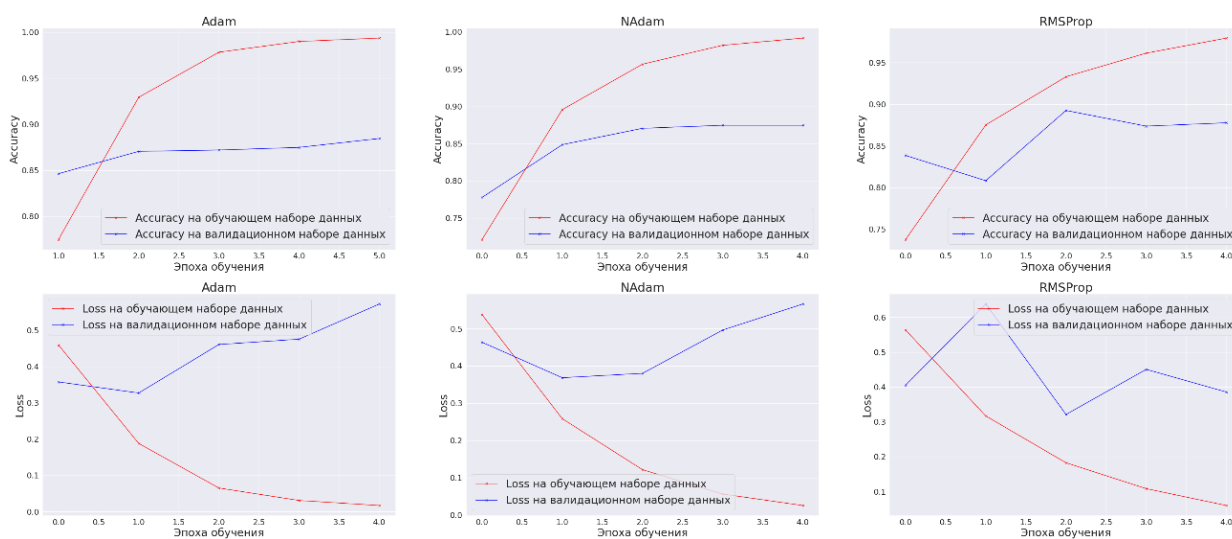 Adam
1.00
0.95
0.90
0.85
0.80
Accuracy
Accuracy на обучающем наборе данных
Accuracy на валидационном наборе данных
1.0 1.5 2.0 2.5 3.0 3.5 4.0 4.5 5.0
Эпоха обучения
NAdam
1.00
0.95
0.90
0.85
0.80
0.75
Accuracy
Accuracy на обучающем наборе данных
Accuracy на валидационном наборе данных
0.0 0.5 1.0 1.5 2.0 2.5 3.0 3.5 4.0
Эпоха обучения
RMSProp
0.95
0.90
0.85
0.80
0.75
Accuracy
Accuracy на обучающем наборе данных
Accuracy на валидационном наборе данных
0.0 0.5 1.0 1.5 2.0 2.5 3.0 3.5 4.0
Эпоха обучения
Adam
Loss на обучающем наборе данных
Loss на валидационном наборе данных
0.5
0.4
0.3
0.2
0.1
0.0
Loss
0.0 0.5 1.0 1.5 2.0 2.5 3.0 3.5 4.0
Эпоха обучения
NAdam
0.5
0.4
0.3
0.2
0.1
0.0
Loss
Loss на обучающем наборе данных
Loss на валидационном наборе данных
0.0 0.5 1.0 1.5 2.0 2.5 3.0 3.5 4.0
Эпоха обучения
RMSProp
Loss на обучающем наборе данных
Loss на валидационном наборе данных
0.6
0.5
0.4
0.3
0.2
0.1
Loss
0.0 0.5 1.0 1.5 2.0 2.5 3.0 3.5 4.0
Эпоха обучения